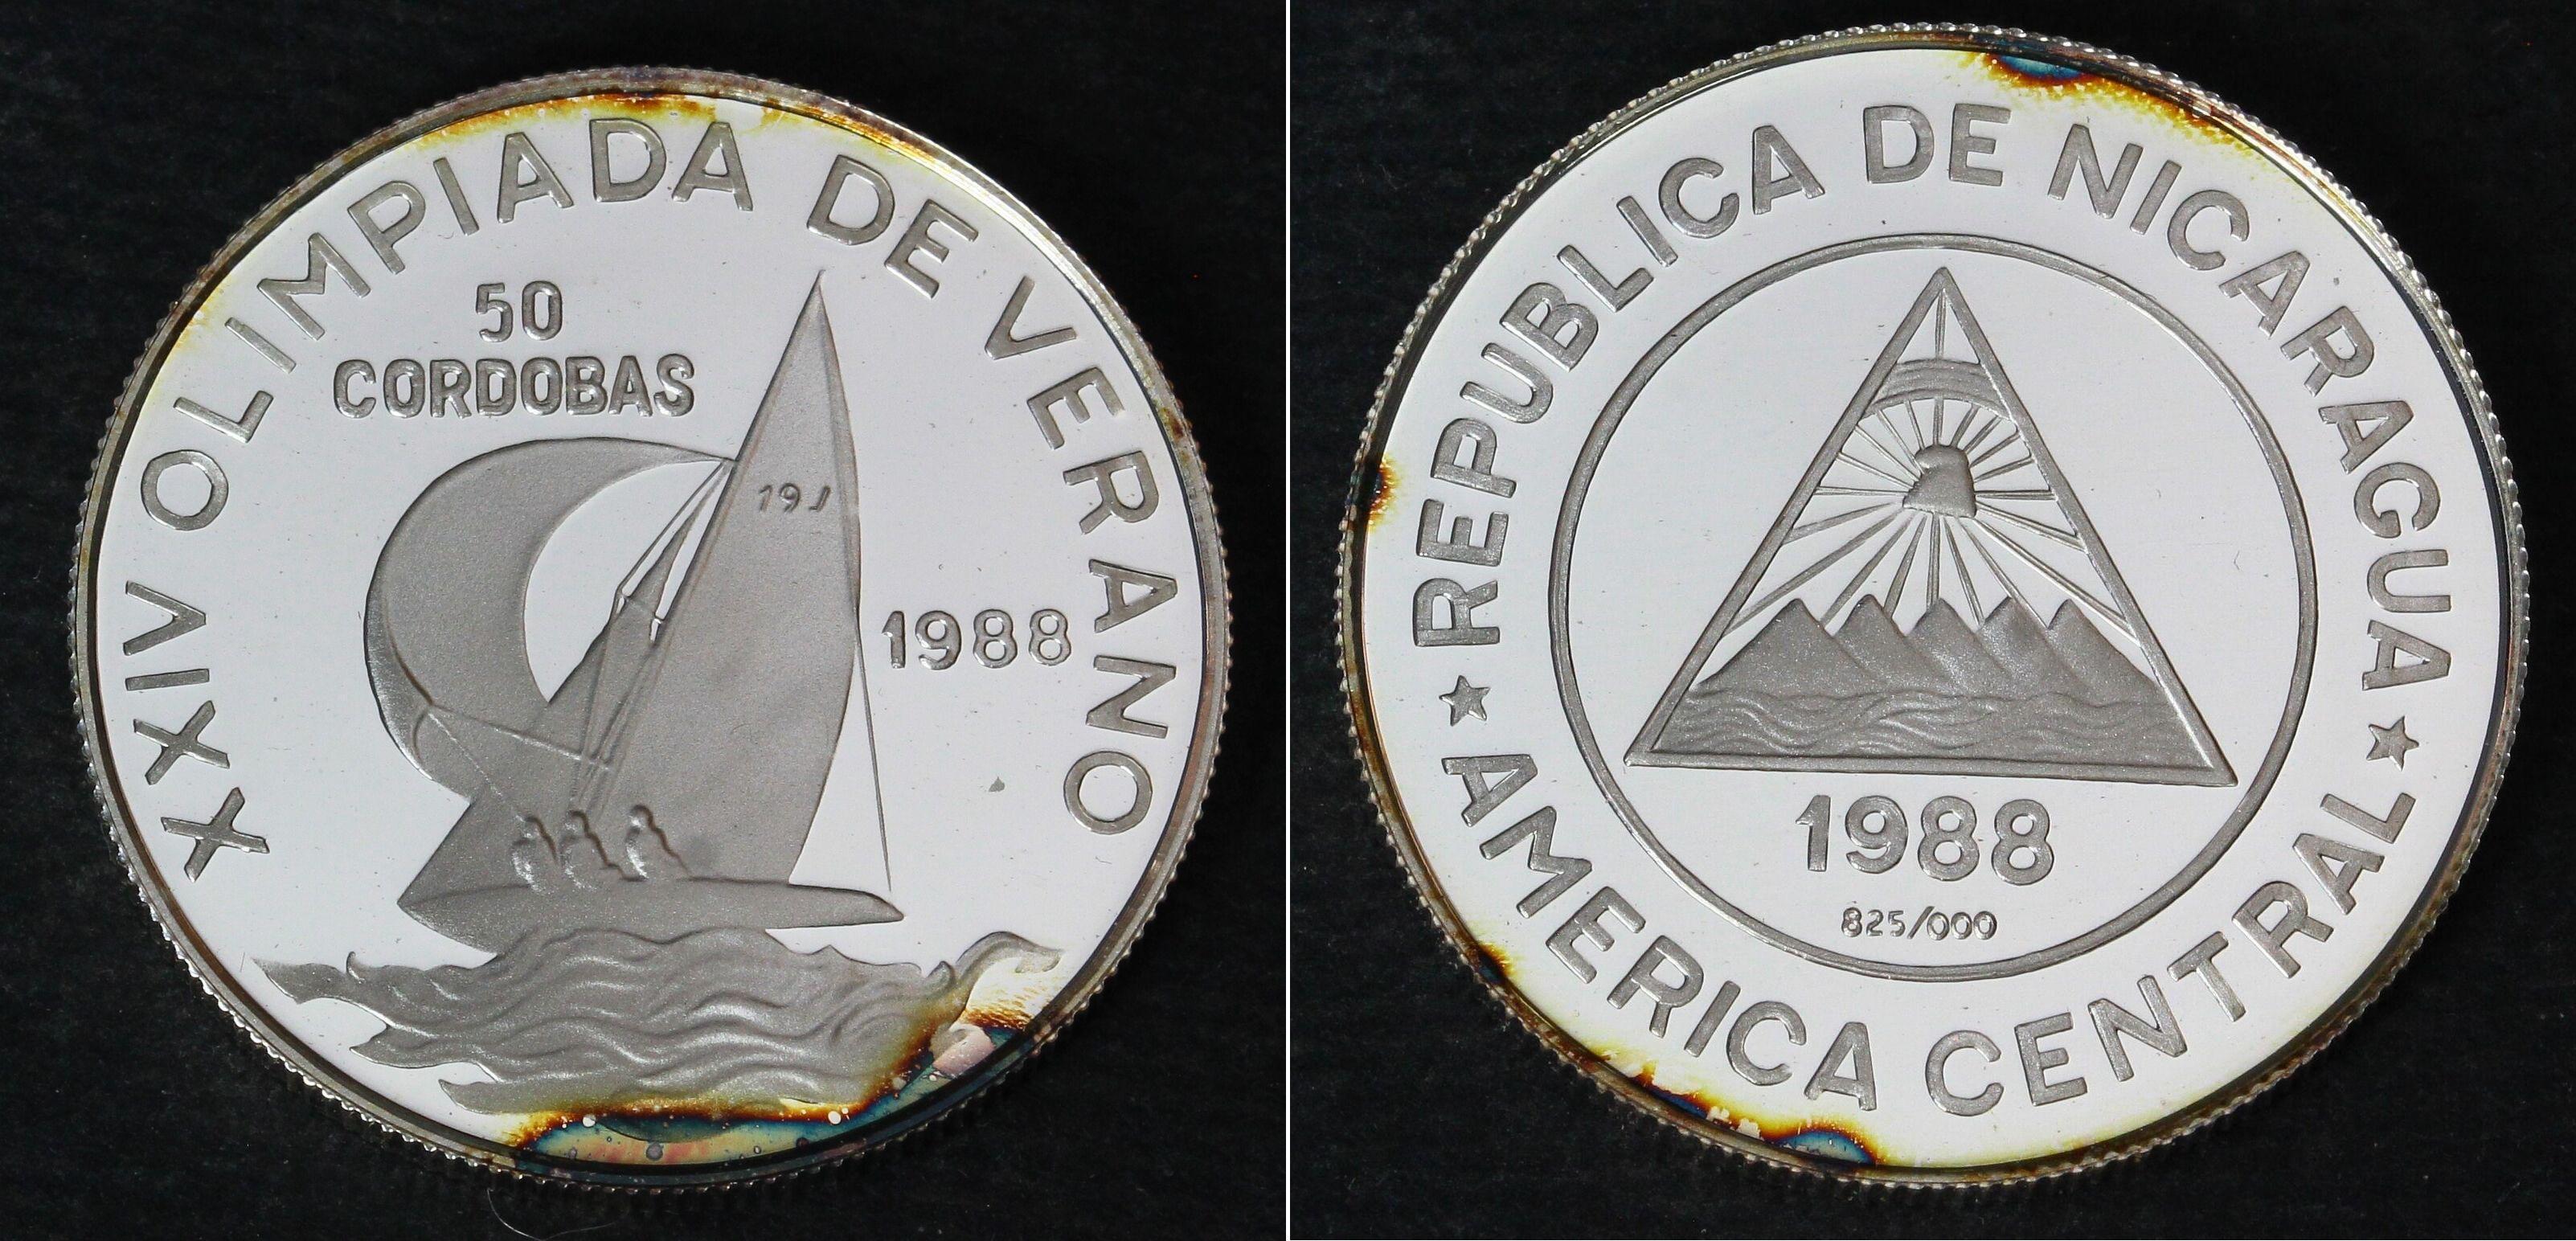 XXIV OLIMPIADA DE VERANO
50
CORDOBAS
19J
1988
REPUBLICA DE NICARAGUA
AMERICA CENTRAL
1988
825/000